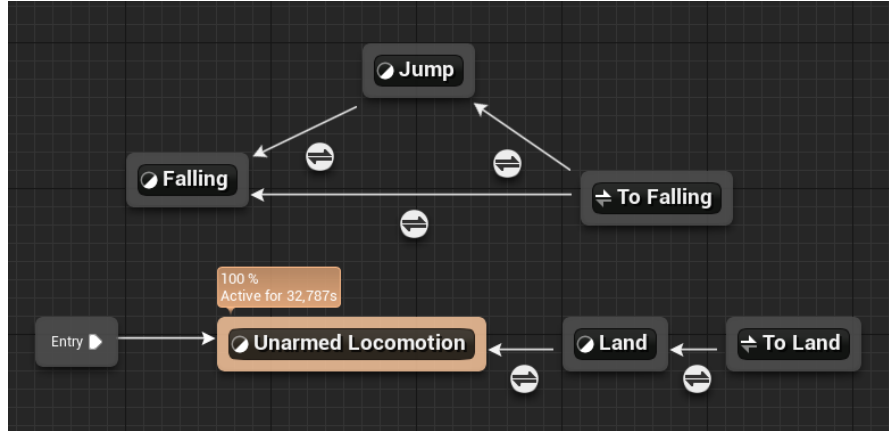 Jump
Falling
To Falling
100 %
Active for 32,787s
Entry
Unarmed Locomotion
Land
To Land